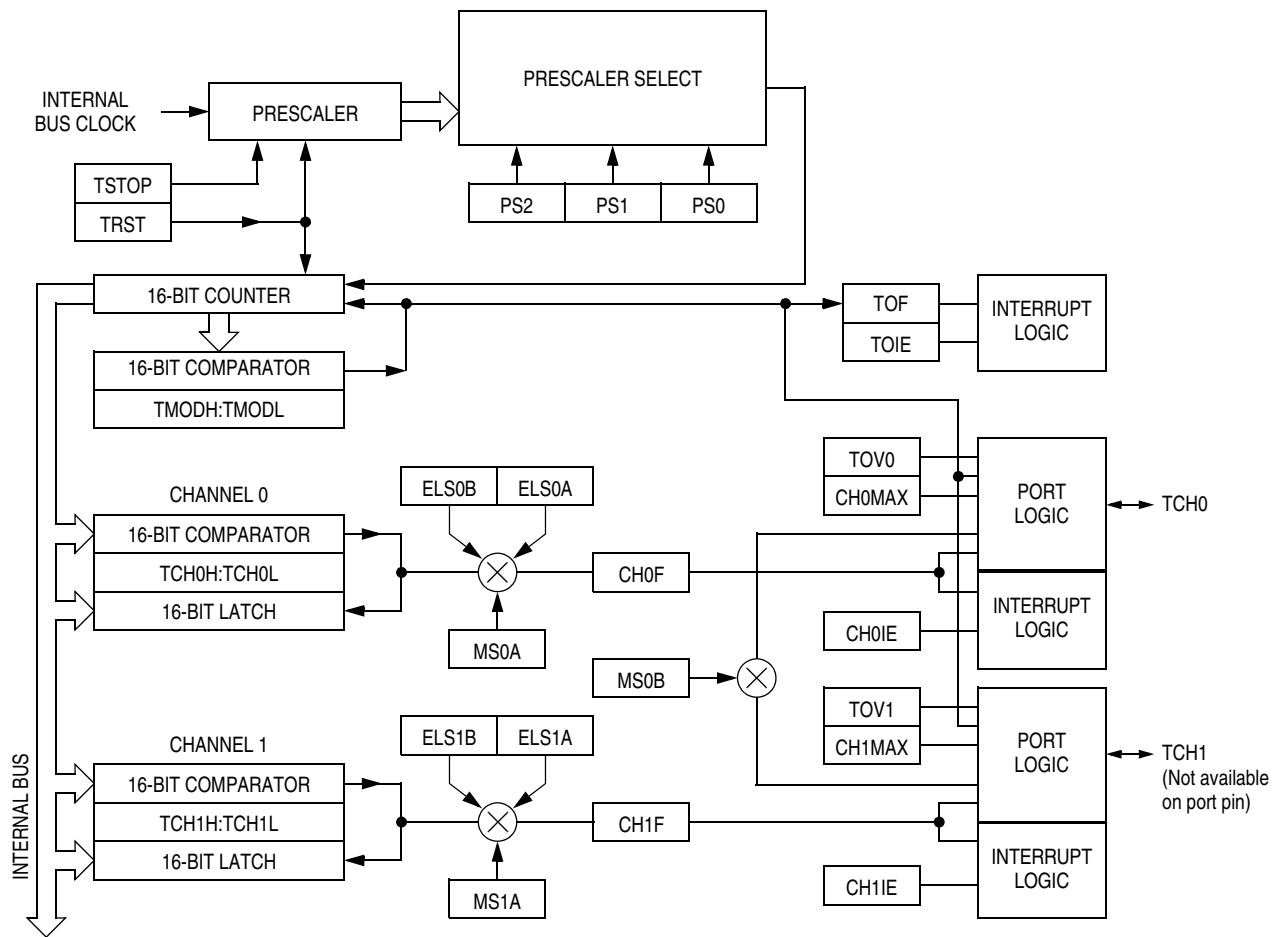 PRESCALER SELECT
INTERNAL
BUS CLOCK
PRESCALER
TSTOP
TRST
PS2
PS1
PS0
16-BIT COUNTER
16-BIT COMPARATOR
TMODH:TMODL
TOF
TOIE
INTERRUPT
LOGIC
CHANNEL 0
16-BIT COMPARATOR
TCH0H:TCH0L
16-BIT LATCH
ELS0B
ELS0A
MS0A
CH0F
TOV0
CH0MAX
PORT
LOGIC
TCH0
INTERRUPT
LOGIC
CH0IE
MS0B
CHANNEL 1
16-BIT COMPARATOR
TCH1H:TCH1L
16-BIT LATCH
ELS1B
ELS1A
MS1A
CH1F
TOV1
CH1MAX
PORT
LOGIC
TCH1
(Not available
on port pin)
INTERRUPT
LOGIC
CH1IE
INTERNAL BUS